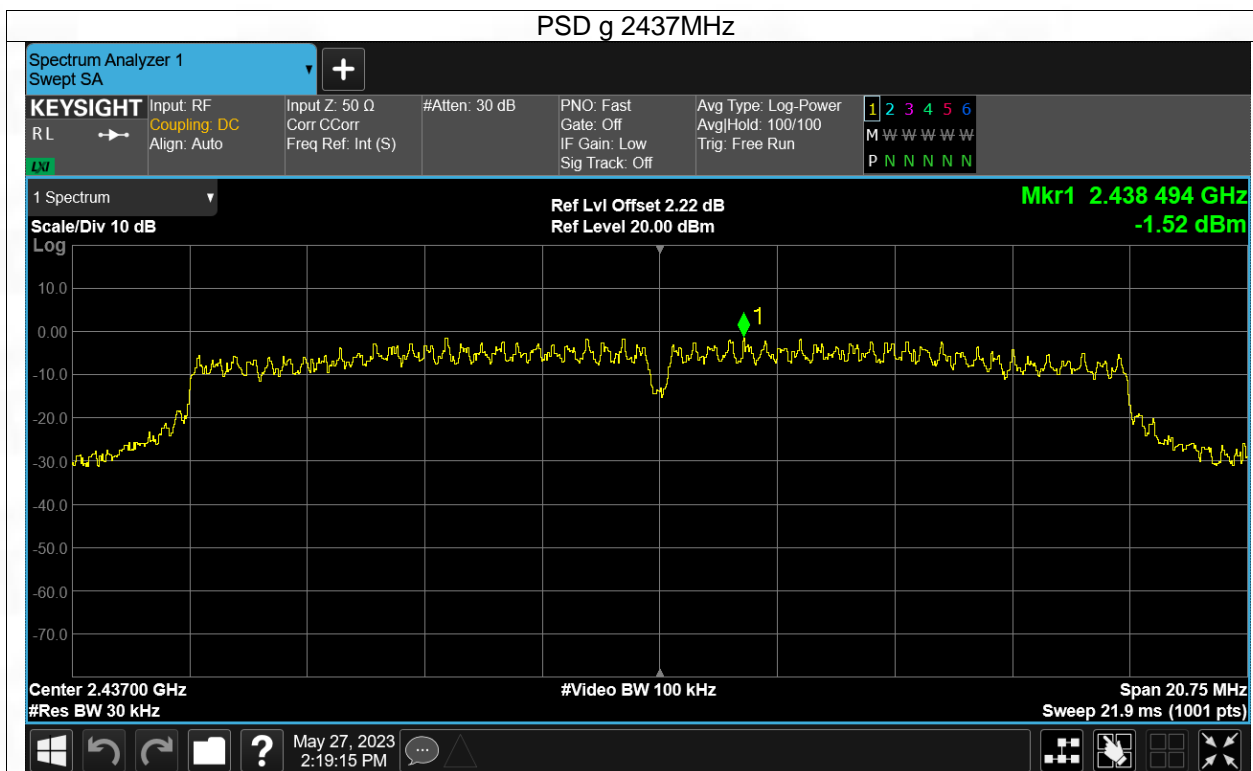 PSD g 2437MHz
Spectrum Analyzer 1
Swept SA
KEYSIGHT
R L
LXI
Input: RF
Coupling: DC
Align: Auto
Input Z: 50 Ω
Corr CCorr
Freq Ref: Int (S)
#Atten: 30 dB
PNO: Fast
Gate: Off
IF Gain: Low
Sig Track: Off
Avg Type: Log-Power
Avg|Hold: 100/100
Trig: Free Run
1 2 3 4 5 6
M W W W W W
P N N N N N
1 Spectrum
Scale/Div 10 dB
Ref Lvl Offset 2.22 dB
Ref Level 20.00 dBm
Mkr1 2.438 494 GHz
-1.52 dBm
Log
10.0
0.00
-10.0
-20.0
-30.0
-40.0
-50.0
-60.0
-70.0
1
Center 2.43700 GHz
#Res BW 30 kHz
#Video BW 100 kHz
Span 20.75 MHz
Sweep 21.9 ms (1001 pts)
?
May 27, 2023
2:19:15 PM